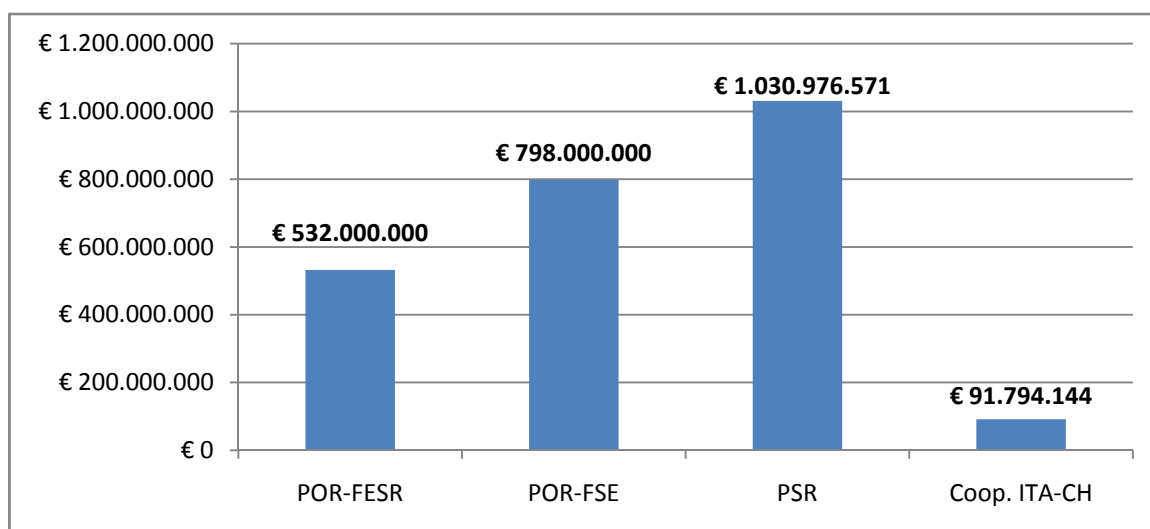 € 1.200.000.000
€ 1.000.000.000
€ 800.000.000
€ 600.000.000
€ 400.000.000
€ 200.000.000
€ 0
€ 532.000.000
€ 798.000.000
€ 1.030.976.571
€ 91.794.144
POR-FESR
POR-FSE
PSR
Coop. ITA-CH